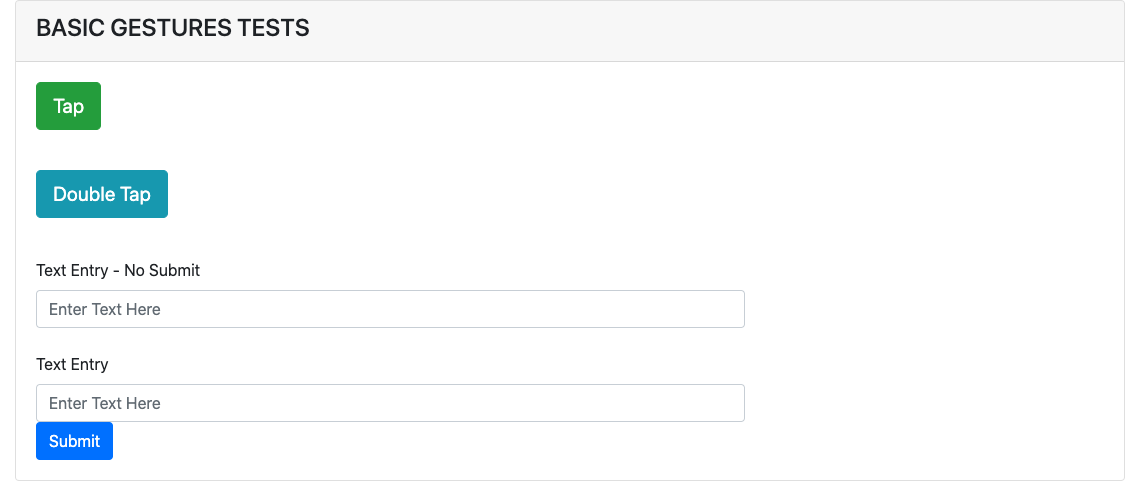 BASIC GESTURES TESTS
Tap
Double Tap
Text Entry - No Submit
Enter Text Here
Text Entry
Enter Text Here
Submit